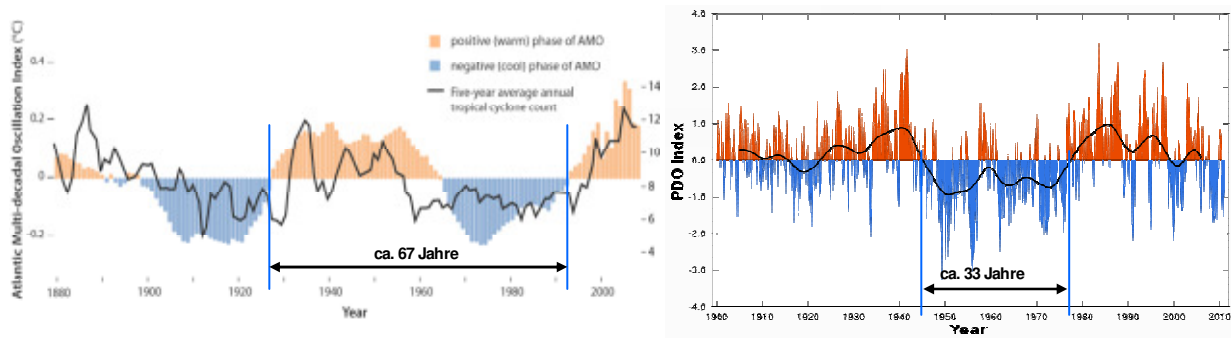 Atlantic Multi-decadal Oscillation Index (°C)
0.4
0.2
0
-0.2
positive (warm) phase of AMO
negative (cool) phase of AMO
Five-year average annual
tropical cyclone count
14
12
10
8
6
4
ca. 67 Jahre
1880 1900 1920 1940 1960 1980 2000
Year
PDO Index
4.0
3.0
2.0
1.0
0.0
-1.0
-2.0
-3.0
-4.0
ca. 33 Jahre
1900 1910 1920 1930 1940 1950 1960 1970 1980 1990 2000 2010
Year